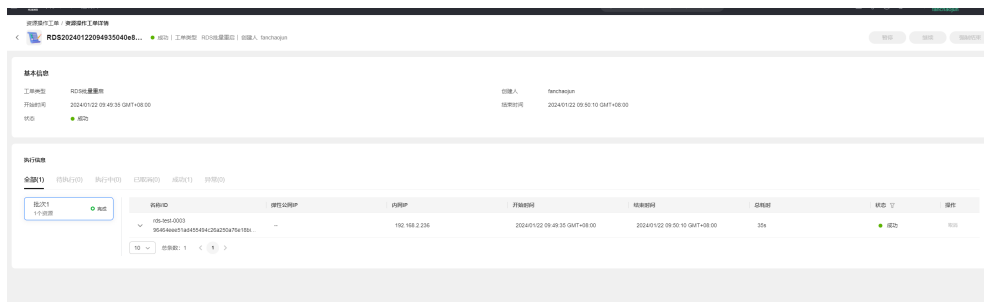 资源操作工单 / 资源操作工单详情
RDS20240122094935040e8... 成功 | 工单类型 RDS批量重启 | 创建人 fanchaojun
基本信息
工单类型 RDS批量重启 创建人 fanchaojun
开始时间 2024/01/22 09:49:35 GMT+08:00 结束时间 2024/01/22 09:50:10 GMT+08:00
状态 成功
执行信息
全部(1) 待执行(0) 执行中(0) 已取消(0) 成功(1) 异常(0)
批次1 完成
1个资源
名称/ID 弹性公网IP 内网IP 开始时间 结束时间 总耗时 状态 操作
rds-test-0003
96464eee51ad455494c26a250a76e18bi... -- 192.168.2.236 2024/01/22 09:49:35 GMT+08:00 2024/01/22 09:50:10 GMT+08:00 35s 成功
10 总条数: 1 < 1 >